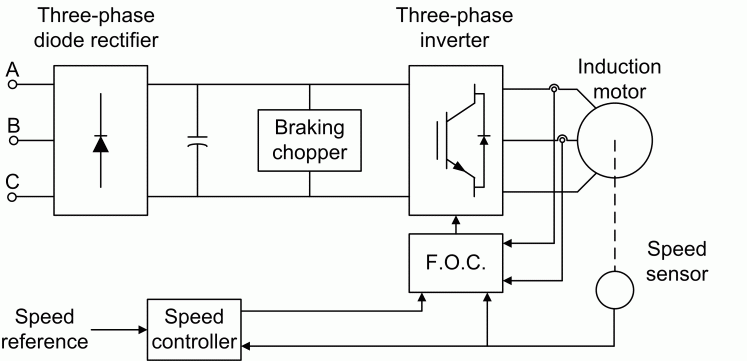 Three-phase
diode rectifier
Three-phase
inverter
A
B
C
Braking
chopper
Induction
motor
F.O.C.
Speed
sensor
Speed
reference
Speed
controller